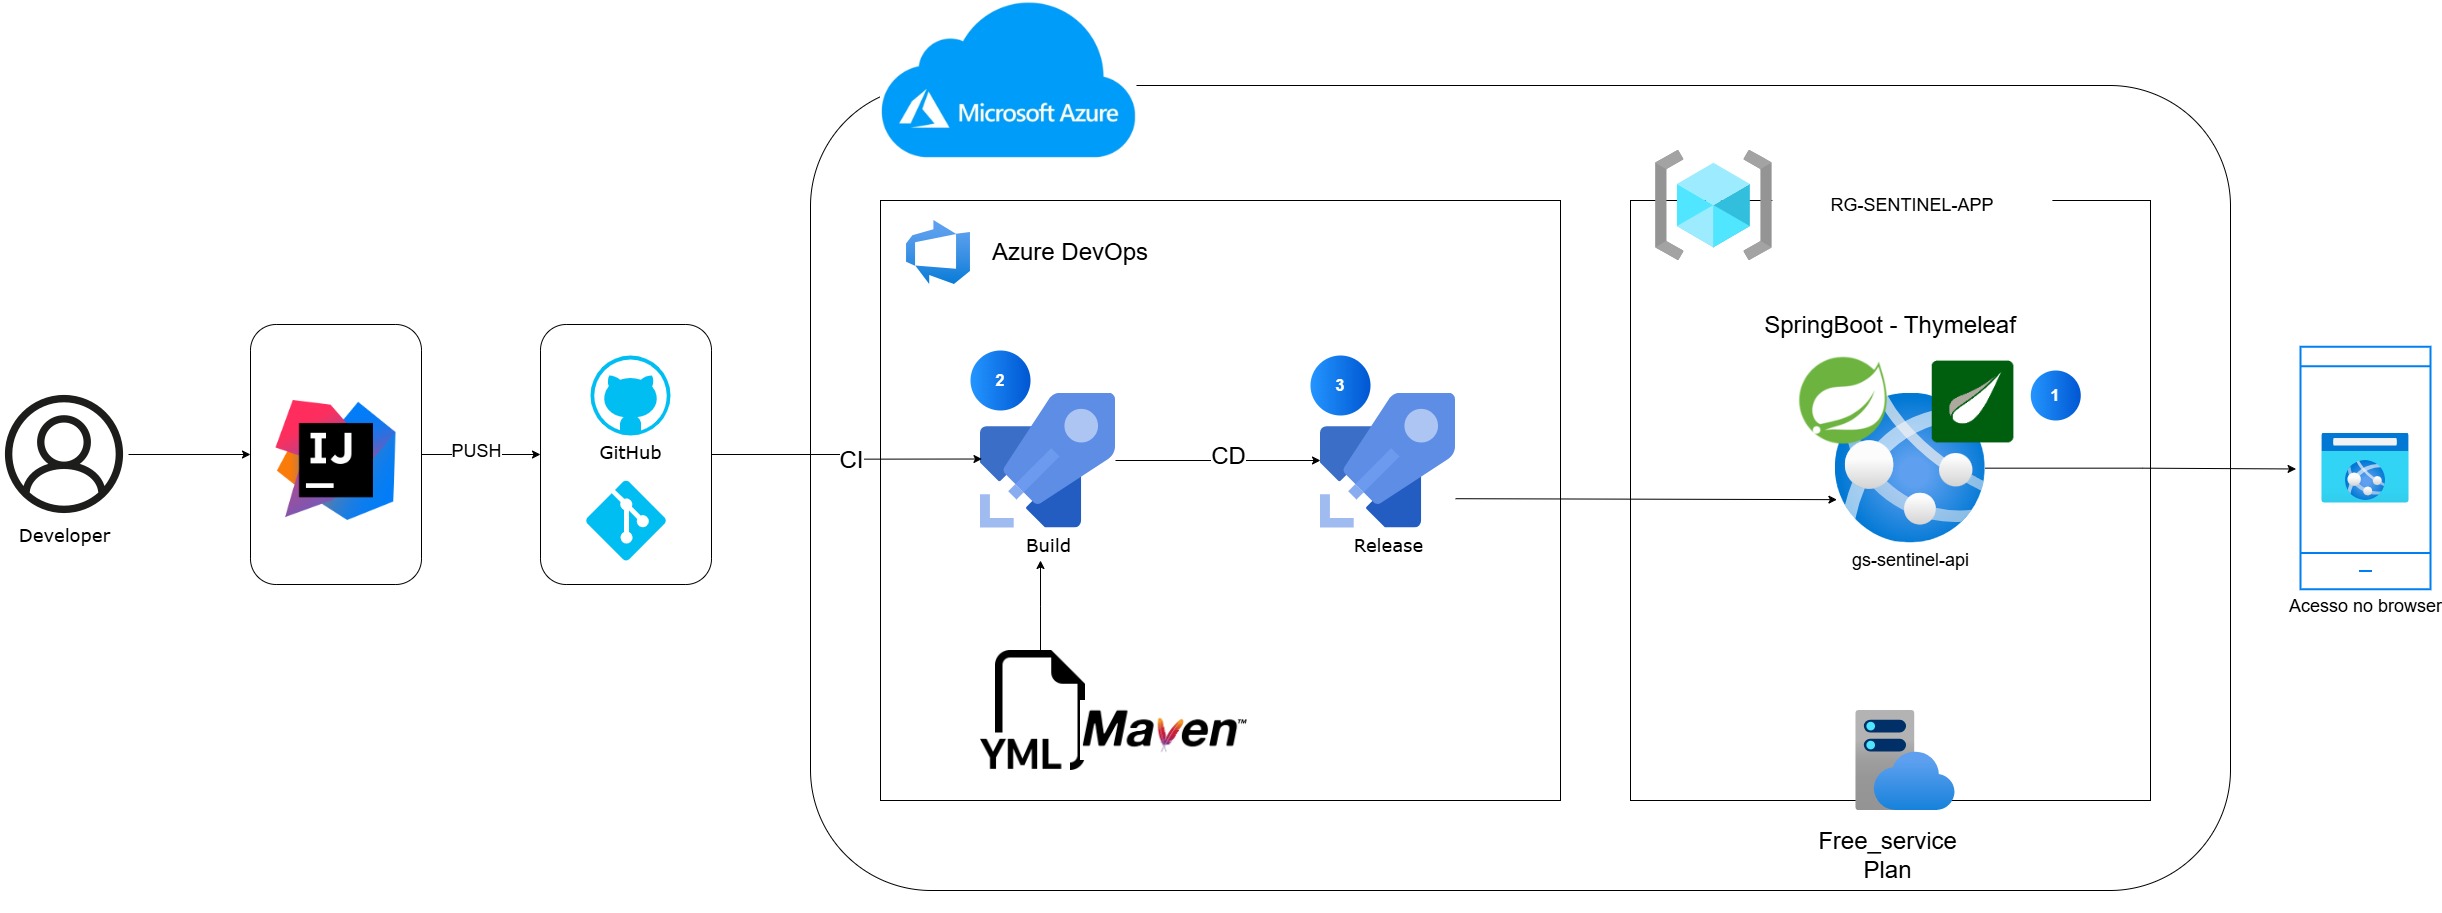 Microsoft Azure
RG-SENTINEL-APP
Azure DevOps
SpringBoot - Thymeleaf
2
3
1
IJ
PUSH
GitHub
CI
CD
Developer
Build
Release
gs-sentinel-api
Acesso no browser
YML
Maven™
Free_service
Plan